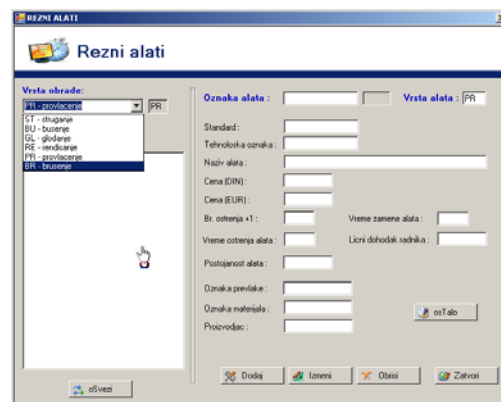 REZNI ALATI
Rezni alati
Vrsta obrade:
PR - provlacenje
PR
ST - struganje
BU - busenje
GL - glodanje
RE - rendisanje
PR - provlacenje
BR - brusenje
Oznaka alata :
Vrsta alata :
PR
Standard :
Tehnoloska oznaka :
Naziv alata :
Cena (DIN) :
Cena (EUR) :
Br. ostrenja +1 :
Vreme zamene alata :
Vreme ostrenja alata :
Licni dohodak radnika :
Postojanost alata :
Oznaka prevlake :
Oznaka materijala :
Proizvodjac :
osTalo
oSvezi
Dodaj
Izmeni
Obrisi
Zatvori